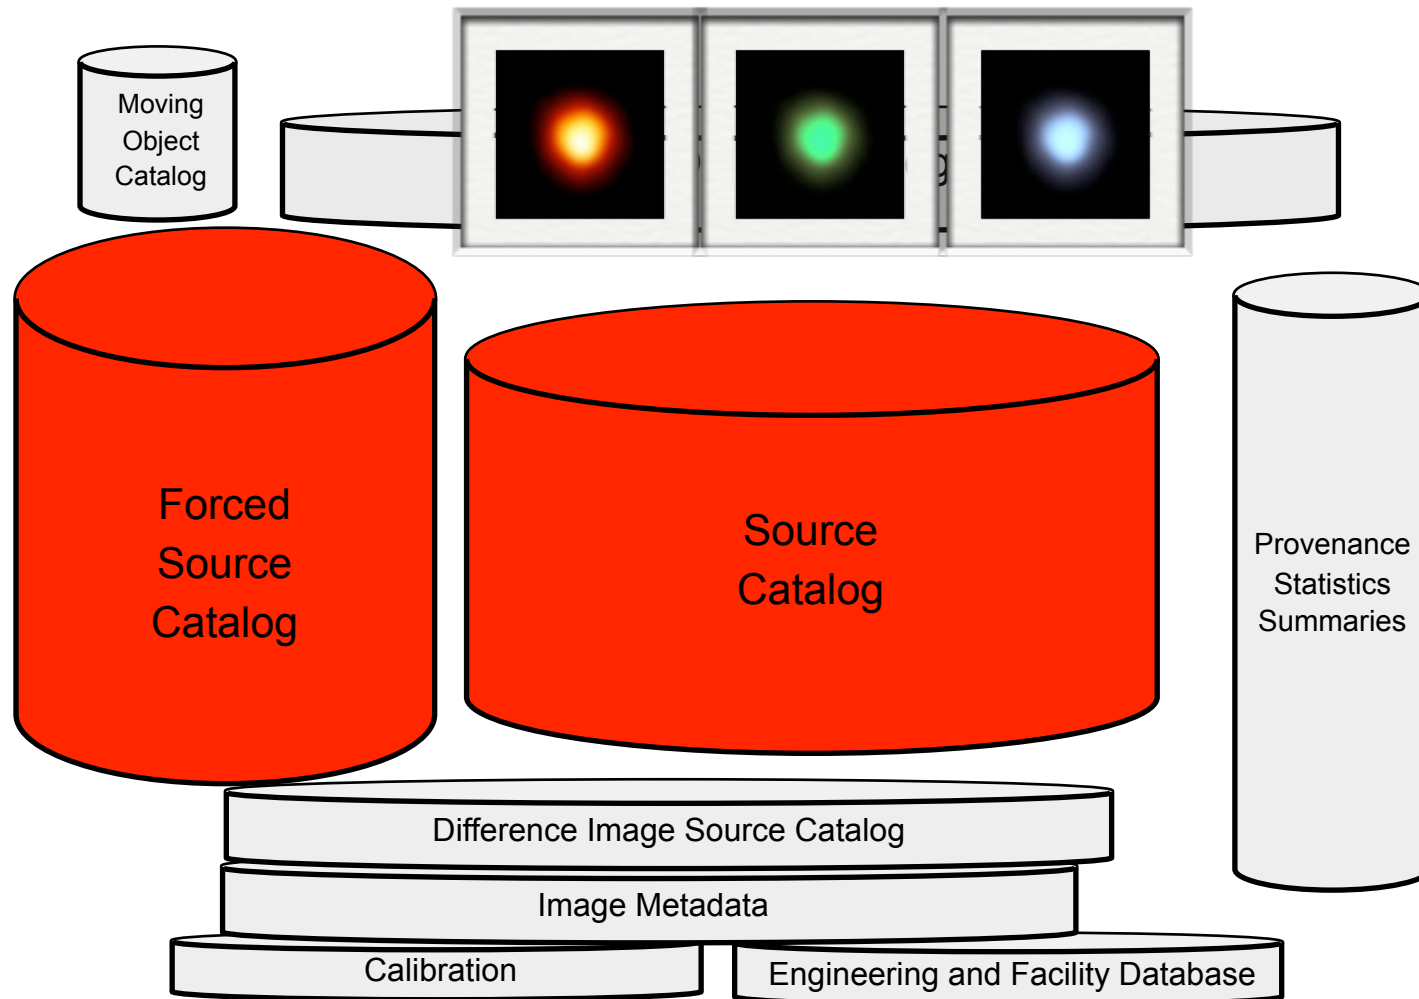 Moving
Object
Catalog
Forced
Source
Catalog
Source
Catalog
Provenance
Statistics
Summaries
Difference Image Source Catalog
Image Metadata
Calibration
Engineering and Facility Database